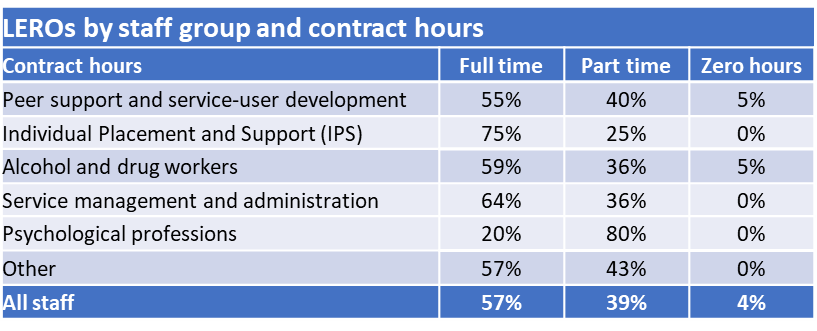 LEROs by staff group and contract hours
Contract hours Full time Part time Zero hours
Peer support and service-user development 55% 40% 5%
Individual Placement and Support (IPS) 75% 25% 0%
Alcohol and drug workers 59% 36% 5%
Service management and administration 64% 36% 0%
Psychological professions 20% 80% 0%
Other 57% 43% 0%
All staff 57% 39% 4%